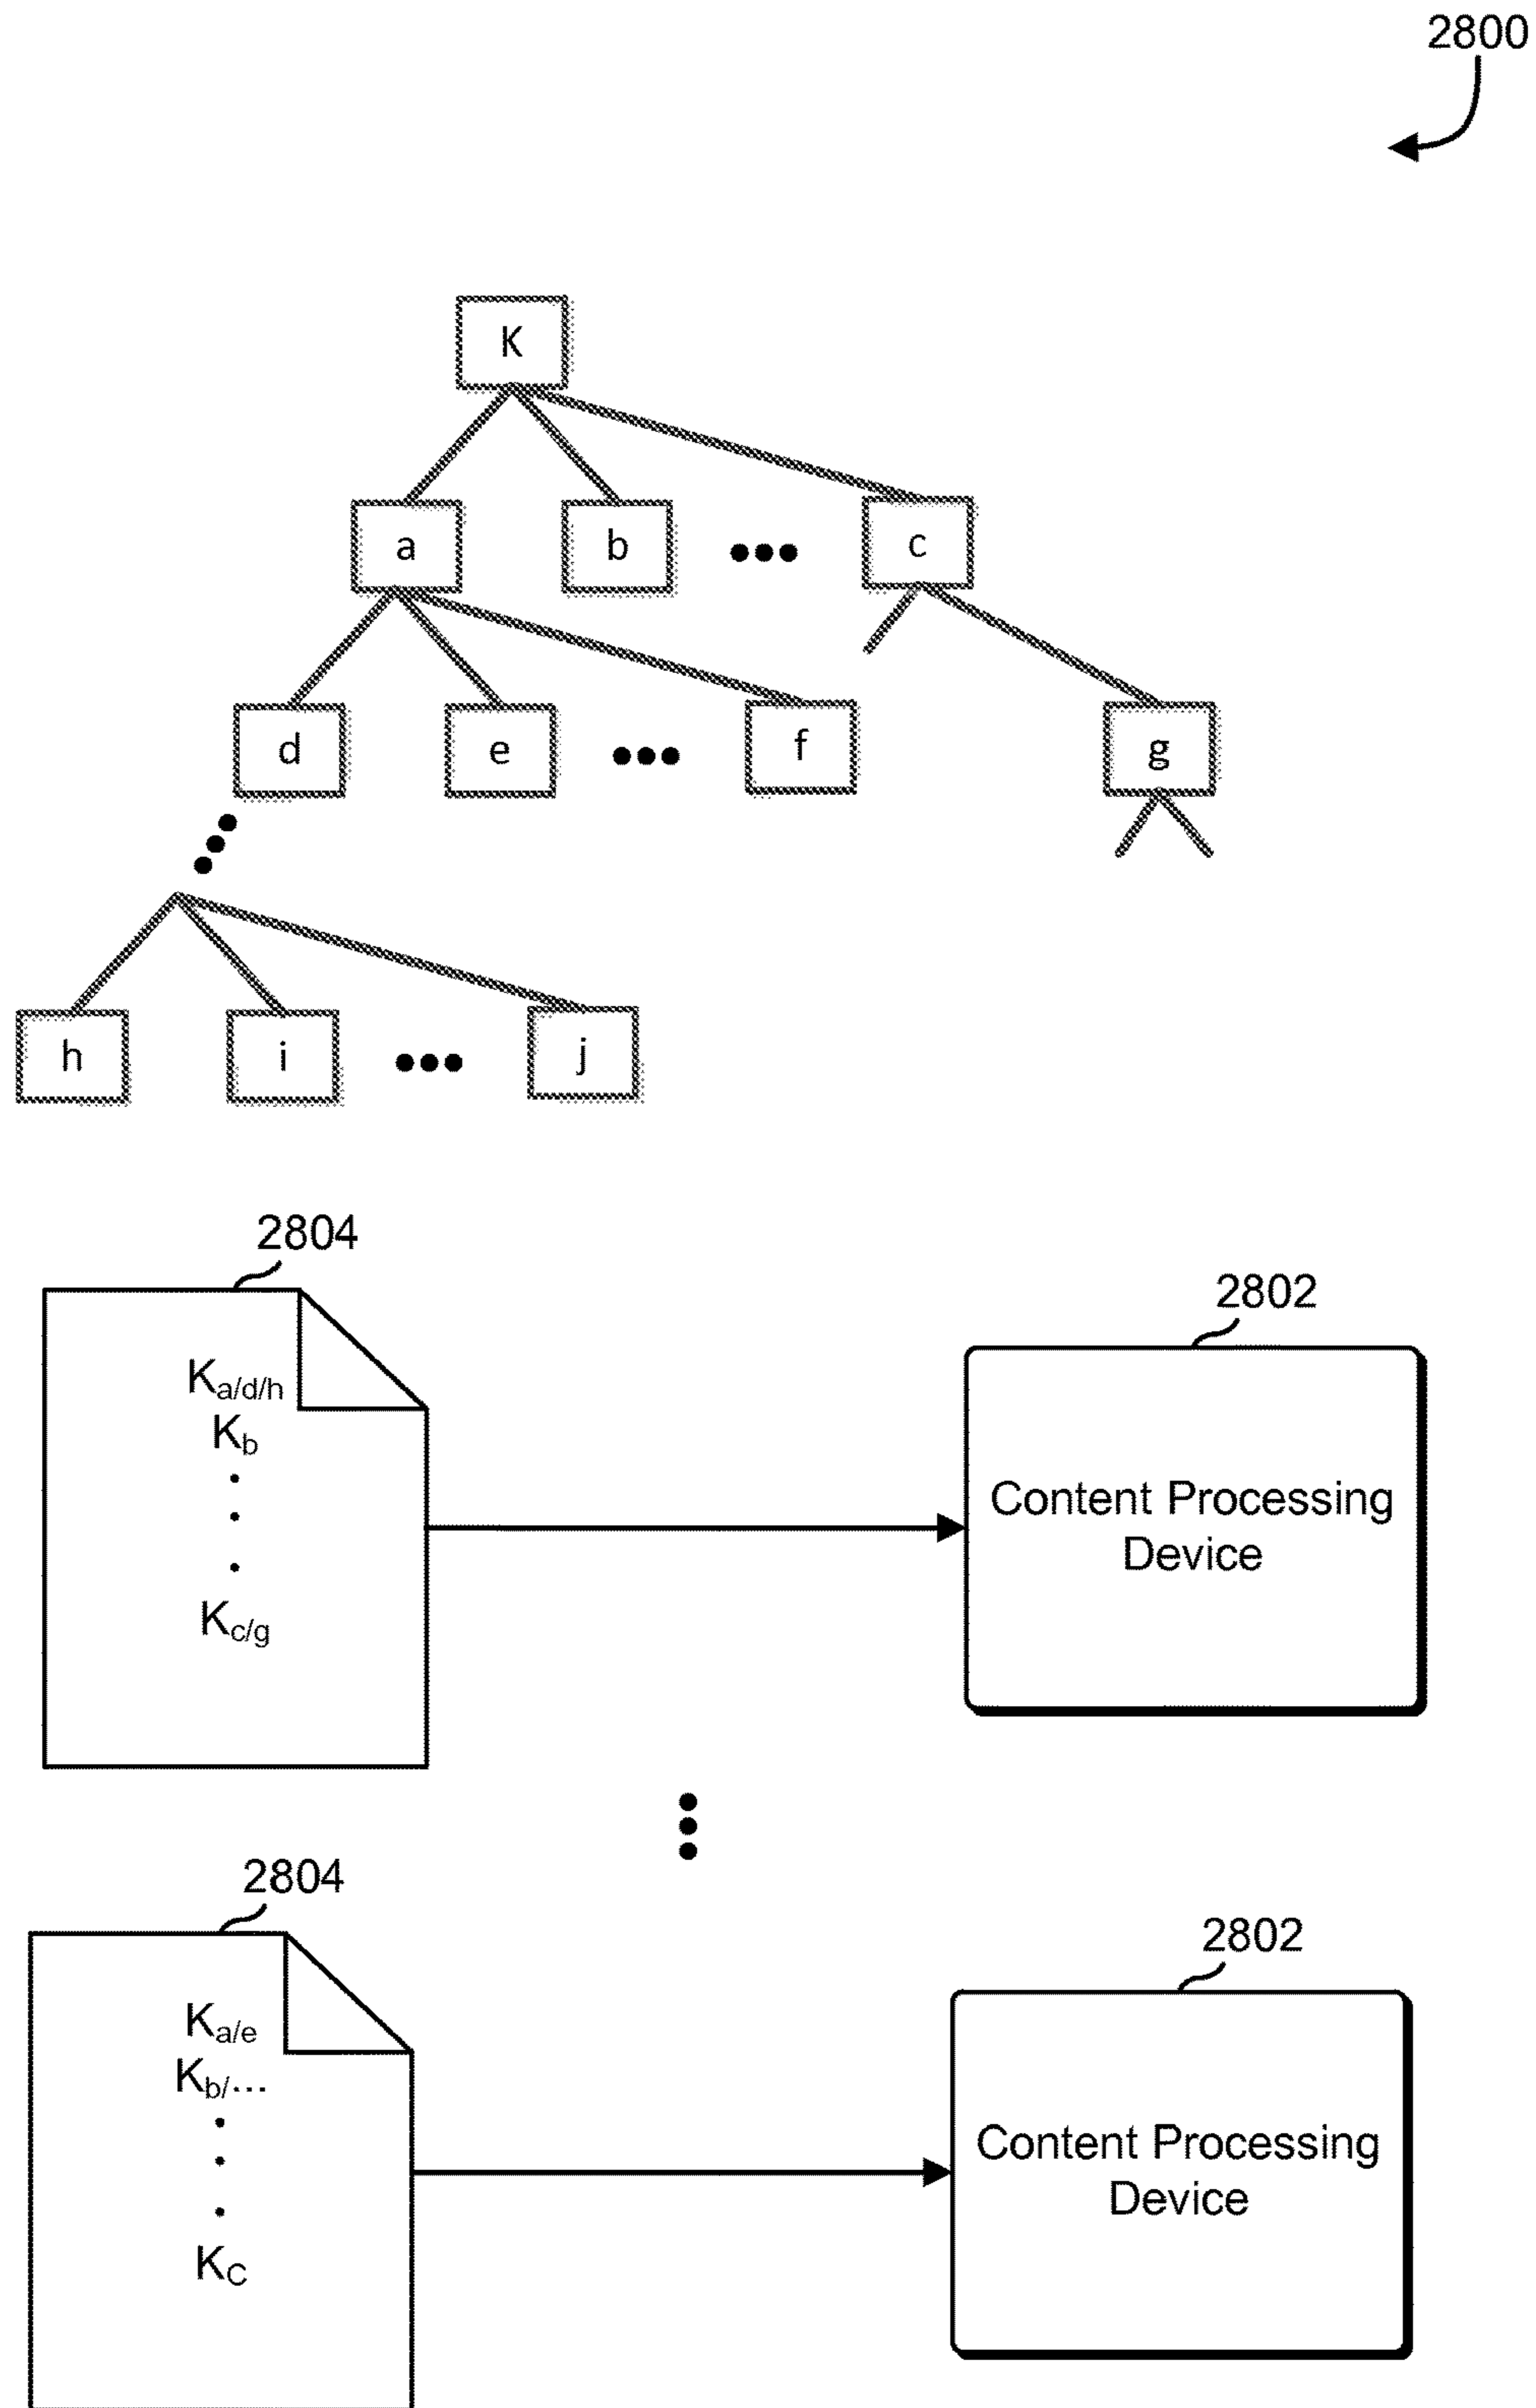 2800
K
a b ••• c
d e ••• f g
h i ••• j
2804
2802
Ka/d/h
Kb
Kc/g
Content Processing
Device
2804
2802
Ka/e
Kb/...
KC
Content Processing
Device